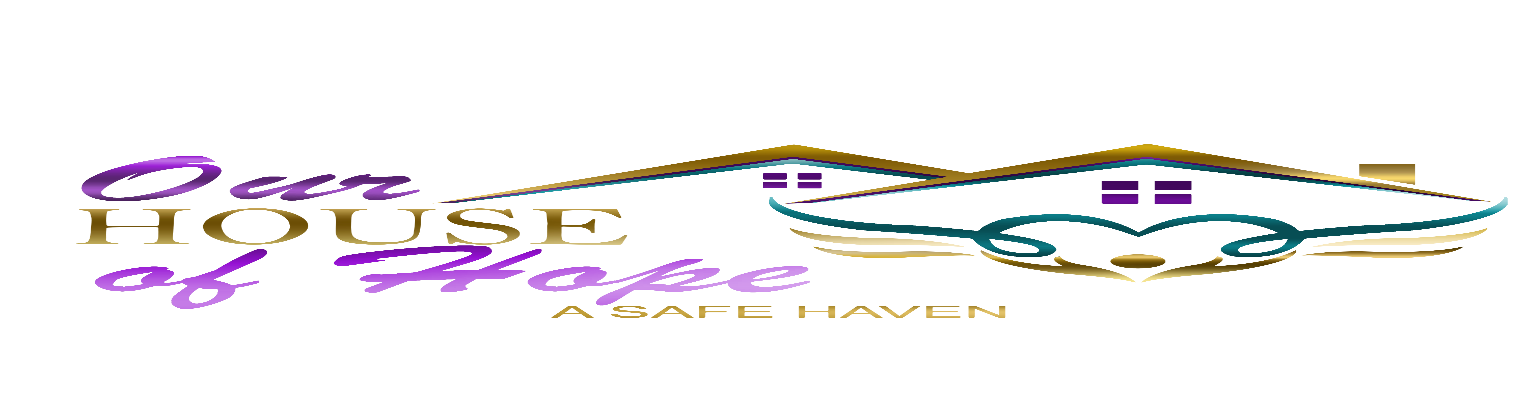 Our
HOUSE
of Hope
A SAFE HAVEN